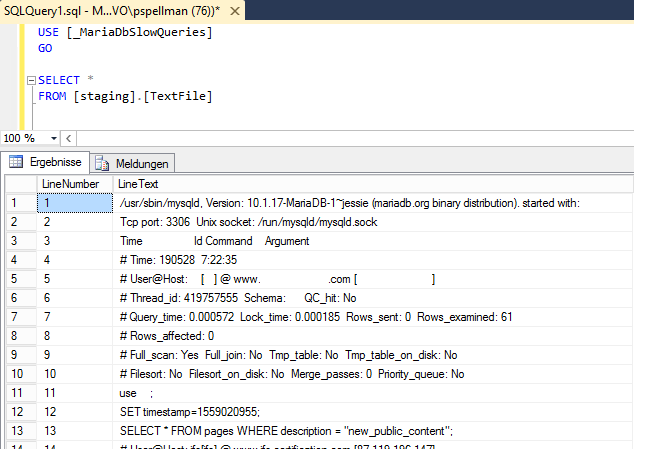 SQLQuery1.sql - M...VO\pspellman (76))* ×
USE [_MariaDbSlowQueries]
GO
SELECT *
FROM [staging].[TextFile]
100 %
Ergebnisse Meldungen
LineNumber LineText
1 1 /usr/sbin/mysqld, Version: 10.1.17-MariaDB-1~jessie (mariadb.org binary distribution). started with:
2 2 Tcp port: 3306 Unix socket: /run/mysqld/mysqld.sock
3 3 Time Id Command Argument
4 4 # Time: 190528 7:22:35
5 5 # User@Host: [ ] @ www. .com [ ]
6 6 # Thread_id: 419757555 Schema: QC_hit: No
7 7 # Query_time: 0.000572 Lock_time: 0.000185 Rows_sent: 0 Rows_examined: 61
8 8 # Rows_affected: 0
9 9 # Full_scan: Yes Full_join: No Tmp_table: No Tmp_table_on_disk: No
10 10 # Filesort: No Filesort_on_disk: No Merge_passes: 0 Priority_queue: No
11 11 use ;
12 12 SET timestamp=1559020955;
13 13 SELECT * FROM pages WHERE description = "new_public_content";